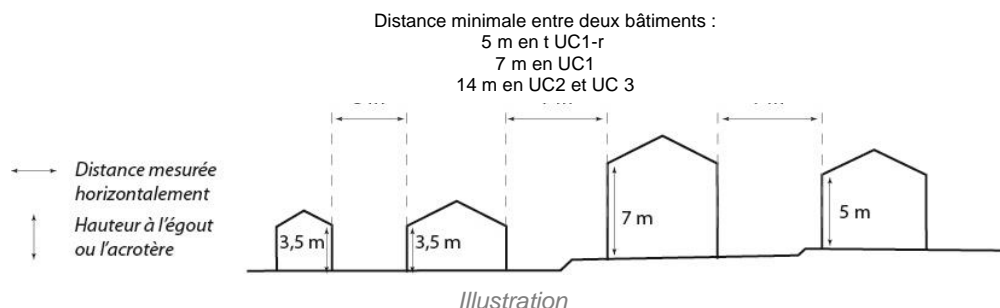 Distance minimale entre deux bâtiments :
5 m en t UC1-r
7 m en UC1
14 m en UC2 et UC 3
Distance mesurée
horizontalement
Hauteur à l'égout
ou l'acrotère
3,5 m
3,5 m
7 m
5 m
Illustration